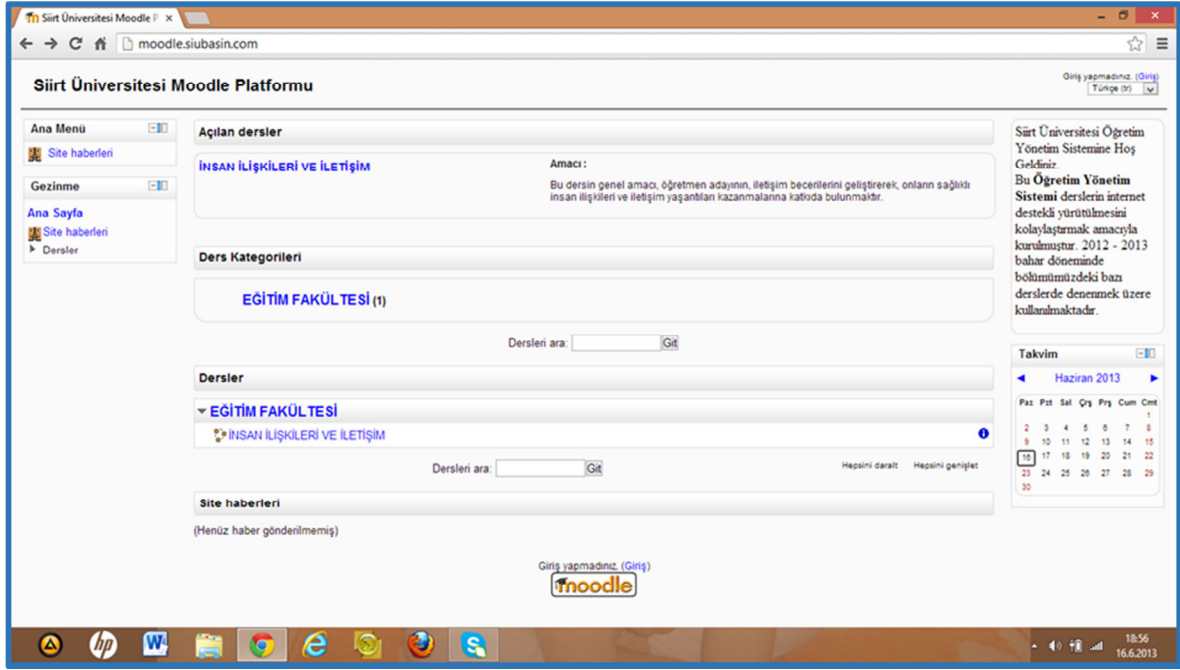 Siirt Üniversitesi Moodle P
moodle.siubasin.com
Siirt Üniversitesi Moodle Platformu
Giriş yapmadınız. (Giriş)
Türkçe (tr)
Ana Menü
Site haberleri
Gezinme
Ana Sayfa
Site haberleri
Dersler
Açılan dersler
İNSAN İLİŞKİLERİ VE İLETİŞİM
Amacı :
Bu dersin genel amacı, öğretmen adayının, iletişim becerilerini geliştirerek, onların sağlıklı
insan ilişkileri ve iletişim yaşantıları kazanmalarına katkıda bulunmaktır.
Ders Kategorileri
EĞİTİM FAKÜLTESİ (1)
Dersleri ara: Git
Dersler
EĞİTİM FAKÜLTESİ
İNSAN İLİŞKİLERİ VE İLETİŞİM
Dersleri ara: Git
Hepsini daralt Hepsini genişlet
Site haberleri
(Henüz haber gönderilmemiş)
Giriş yapmadınız. (Giriş)
moodle
Siirt Üniversitesi Öğretim
Yönetim Sistemine Hoş
Geldiniz.
Bu Öğretim Yönetim
Sistemi derslerin internet
destekli yürütülmesini
kolaylaştırmak amacıyla
kurulmuştur. 2012 - 2013
bahar döneminde
bölümümüzdeki bazı
derslerde denenmek üzere
kullanılmaktadır.
Takvim
Haziran 2013
Paz Pzt Sal Çrş Prş Cum Cmt
1
2 3 4 5 6 7 8
9 10 11 12 13 14 15
16 17 18 19 20 21 22
23 24 25 26 27 28 29
30
hp
18:56
16.6.2013